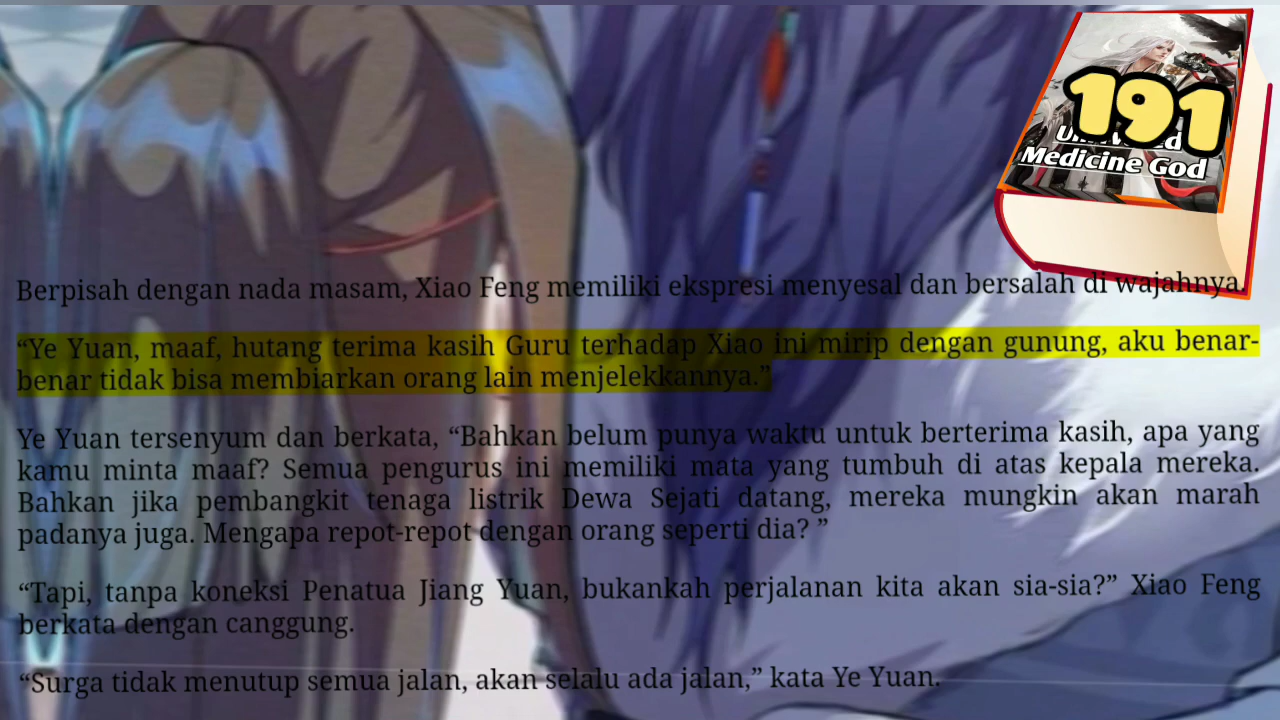 191
Medicine God
Berpisah dengan nada masam, Xiao Feng memiliki ekspresi menyesal dan bersalah di wajahnya.
“Ye Yuan, maaf, hutang terima kasih Guru terhadap Xiao ini mirip dengan gunung, aku benar-
benar tidak bisa membiarkan orang lain menjelekkannya.”
Ye Yuan tersenyum dan berkata, “Bahkan belum punya waktu untuk berterima kasih, apa yang
kamu minta maaf? Semua pengurus ini memiliki mata yang tumbuh di atas kepala mereka.
Bahkan jika pembangkit tenaga listrik Dewa Sejati datang, mereka mungkin akan marah
padanya juga. Mengapa repot-repot dengan orang seperti dia? ”
“Tapi, tanpa koneksi Penatua Jiang Yuan, bukankah perjalanan kita akan sia-sia?” Xiao Feng
berkata dengan canggung.
“Surga tidak menutup semua jalan, akan selalu ada jalan,” kata Ye Yuan.